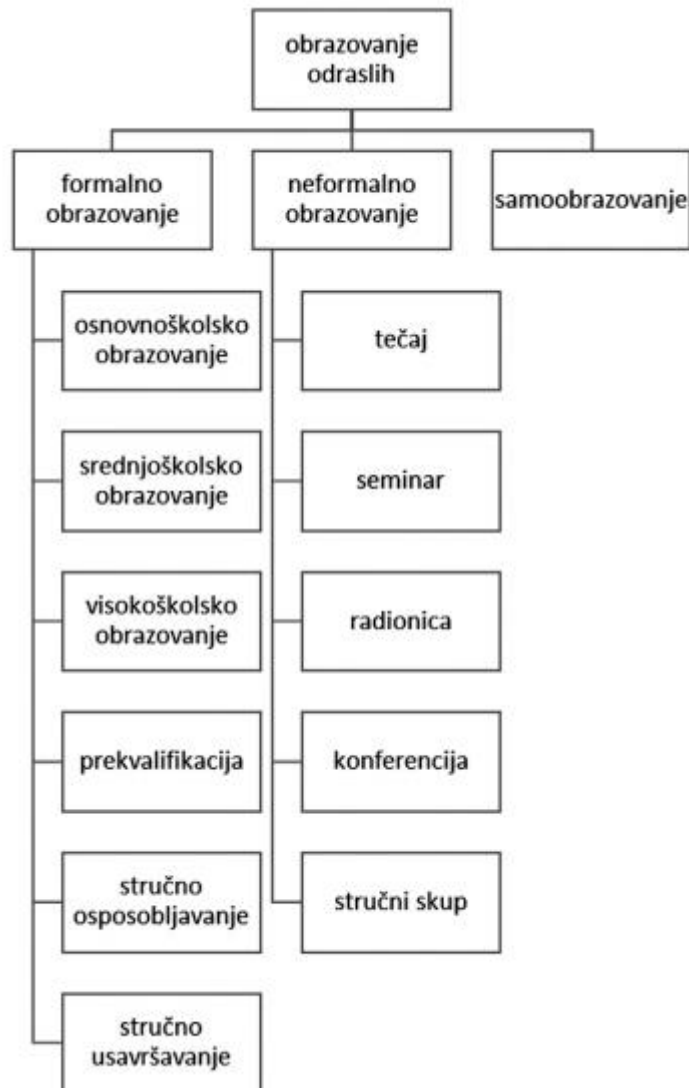 obrazovanje
odraslih
formalno
obrazovanje
neformalno
obrazovanje
samoobrazovanje
osnovnoškolsko
obrazovanje
srednjoškolsko
obrazovanje
visokoškolsko
obrazovanje
prekvalifikacija
stručno
osposobljavanje
stručno
usavršavanje
tečaj
seminar
radionica
konferencija
stručni skup